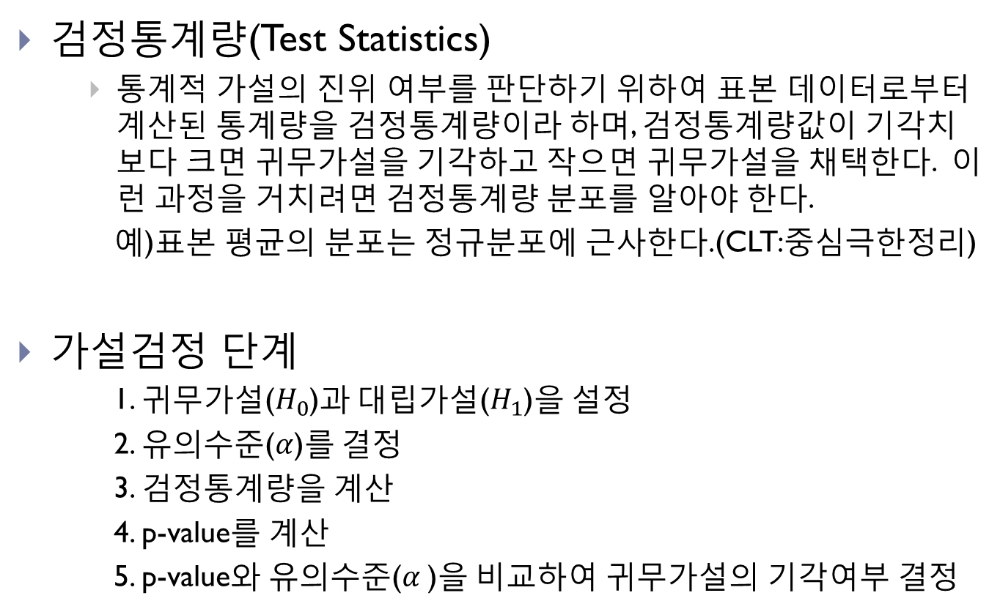 검정통계량(Test Statistics)
통계적 가설의 진위 여부를 판단하기 위하여 표본 데이터로부터
계산된 통계량을 검정통계량이라 하며, 검정통계량값이 기각치
보다 크면 귀무가설을 기각하고 작으면 귀무가설을 채택한다. 이
런 과정을 거치려면 검정통계량 분포를 알아야 한다.
예)표본 평균의 분포는 정규분포에 근사한다.(CLT:중심극한정리)
가설검정 단계
1. 귀무가설(H₀)과 대립가설(H₁)을 설정
2. 유의수준(α)를 결정
3. 검정통계량을 계산
4. p-value를 계산
5. p-value와 유의수준(α )을 비교하여 귀무가설의 기각여부 결정